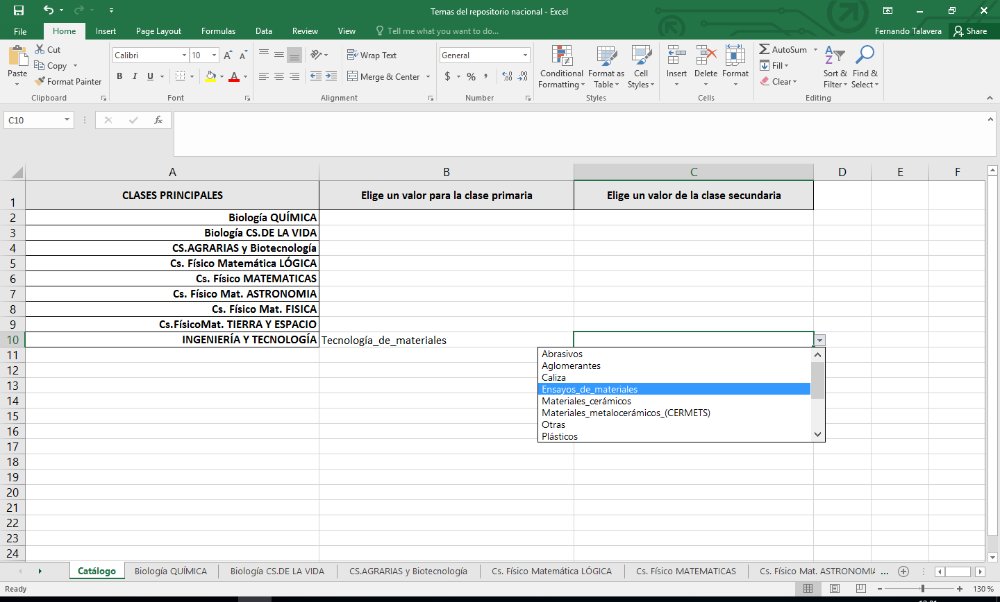 Temas del repositorio nacional - Excel
File Home Insert Page Layout Formulas Data Review View Tell me what you want to do... Fernando Talavera Share
Paste
Cut
Copy
Format Painter
Clipboard
Calibri 10
B I U
Font
Wrap Text
Merge & Center
Alignment
General
$ % ,
Number
Conditional Formatting
Format as Table
Cell Styles
Styles
Insert Delete Format
Cells
AutoSum
Fill
Clear
Sort & Filter
Find & Select
Editing
C10 fx
A B C D E F
1 CLASES PRINCIPALES Elige un valor para la clase primaria Elige un valor de la clase secundaria
2 Biología QUÍMICA
3 Biología CS.DE LA VIDA
4 CS.AGRARIAS y Biotecnología
5 Cs. Físico Matemática LÓGICA
6 Cs. Físico MATEMATICAS
7 Cs. Físico Mat. ASTRONOMIA
8 Cs. Físico Mat. FISICA
9 Cs.FísicoMat. TIERRA Y ESPACIO
10 INGENIERÍA Y TECNOLOGÍA Tecnología_de_materiales
Abrasivos
Aglomerantes
Caliza
Ensayos_de_materiales
Materiales_cerámicos
Materiales_metalocerámicos_(CERMETS)
Otras
Plásticos
11
12
13
14
15
16
17
18
19
20
21
22
23
24
Catálogo Biología QUÍMICA Biología CS.DE LA VIDA CS.AGRARIAS y Biotecnología Cs. Físico Matemática LÓGICA Cs. Físico MATEMATICAS Cs. Físico Mat. ASTRONOMIA ...
Ready 130 %